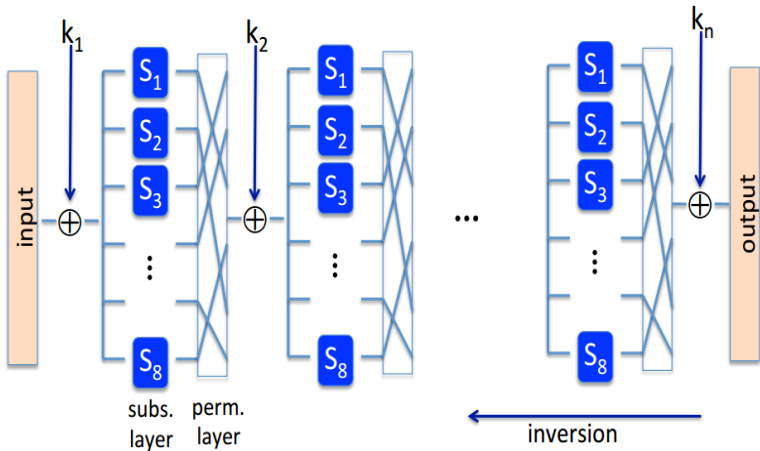 k1
k2
kn
input
S1
S2
S3
...
S8
subs.
layer
perm.
layer
S1
S2
S3
...
S8
...
S1
S2
S3
...
S8
output
inversion